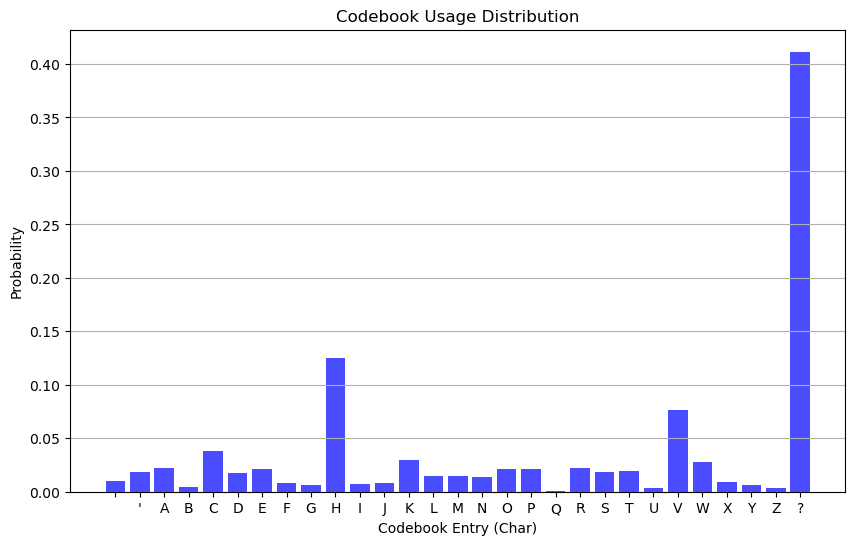 Codebook Usage Distribution
0.40
0.35
0.30
0.25
0.20
0.15
0.10
0.05
0.00
Probability
' A B C D E F G H I J K L M N O P Q R S T U V W X Y Z ?
Codebook Entry (Char)